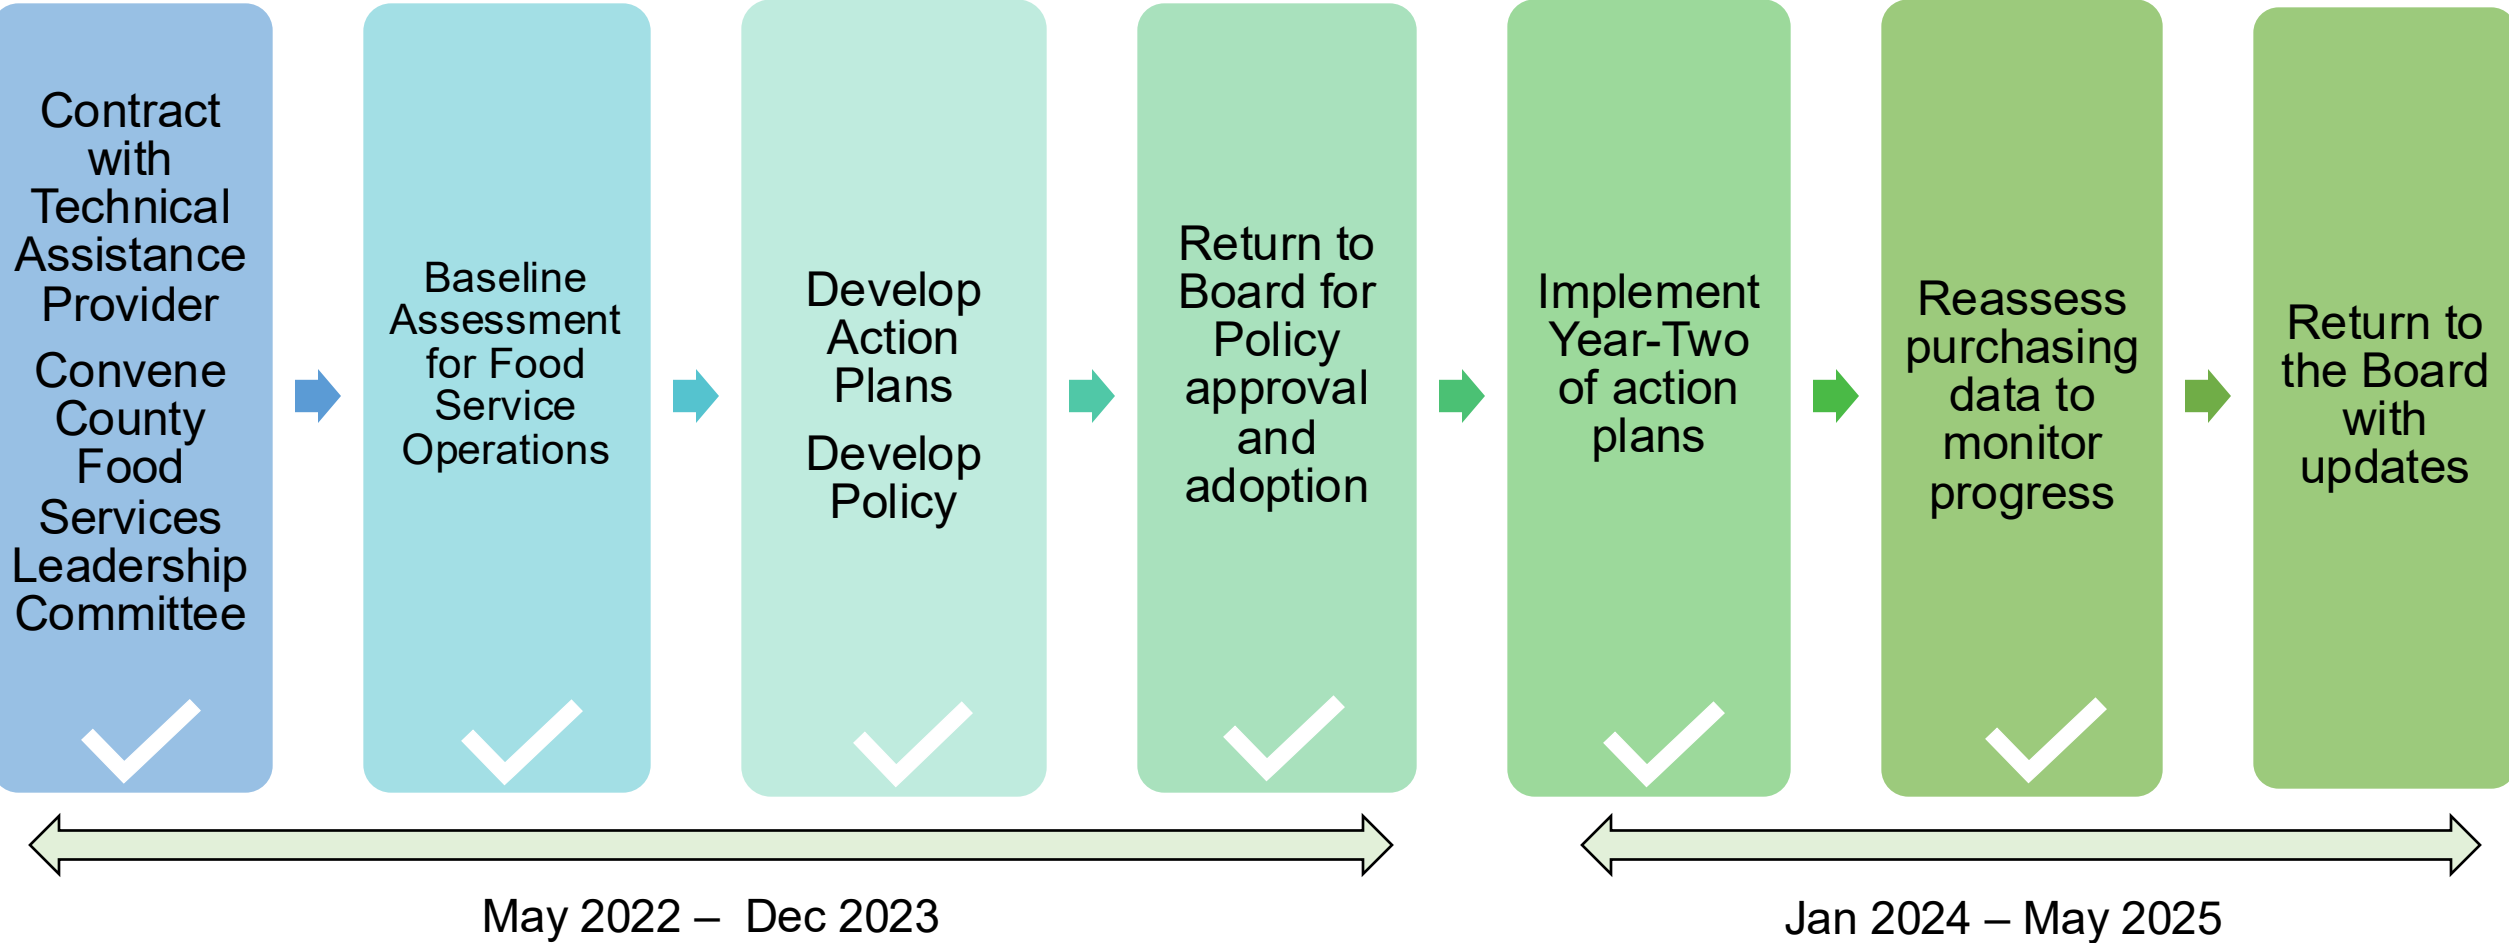 Contract
with
Technical
Assistance
Provider
Convene
County
Food
Services
Leadership
Committee
Baseline
Assessment
for Food
Service
Operations
Develop
Action
Plans
Develop
Policy
Return to
Board for
Policy
approval
and
adoption
Implement
Year-Two
of action
plans
Reassess
purchasing
data to
monitor
progress
Return to
the Board
with
updates
May 2022 – Dec 2023
Jan 2024 – May 2025